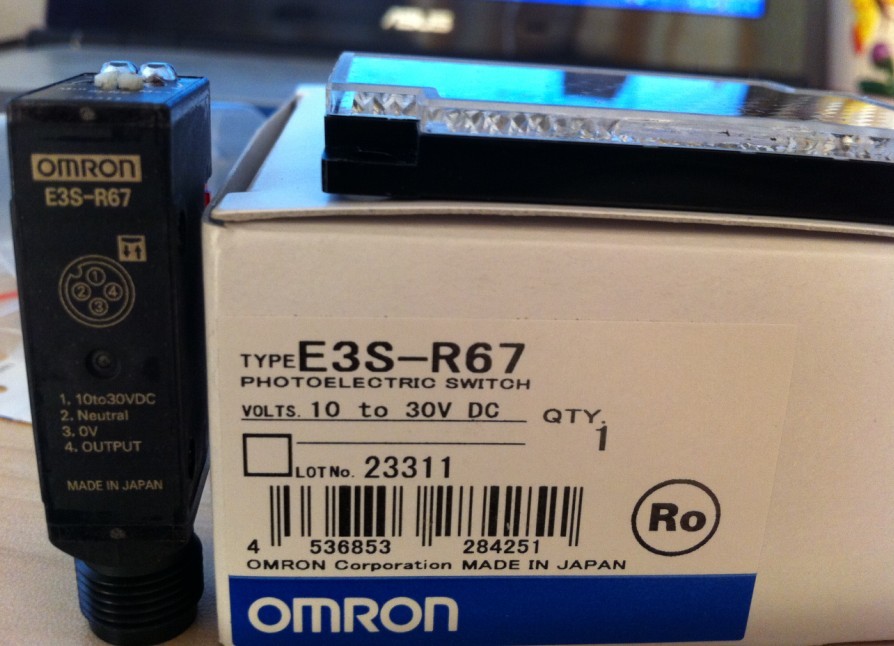 ASUS
OMRON
E3S-R67
1
2 4
3
1. 10to30VDC
2. Neutral
3. 0V
4. OUTPUT
MADE IN JAPAN
TYPE E3S-R67
PHOTOELECTRIC SWITCH
VOLTS. 10 to 30V DC QTY.
1
LOT No. 23311
4 536853 284251
Ro
OMRON Corporation MADE IN JAPAN
OMRON